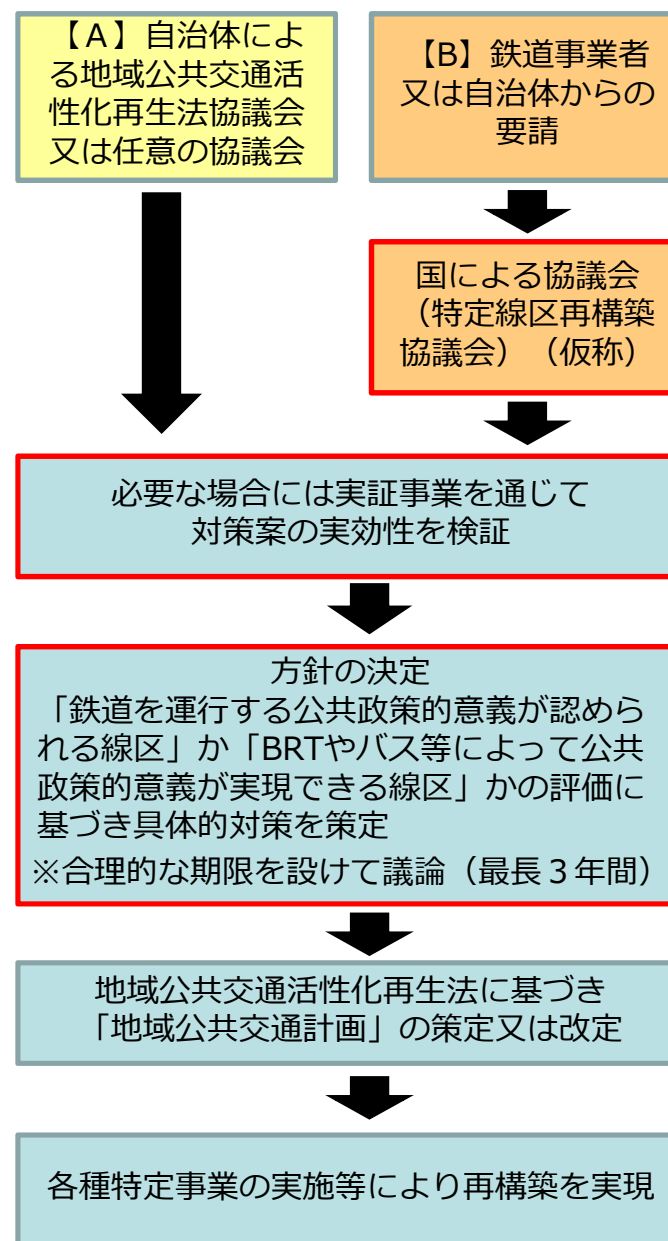 【A】自治体によ
る地域公共交通活
性化再生法協議会
又は任意の協議会
【B】鉄道事業者
又は自治体からの
要請
国による協議会
（特定線区再構築
協議会）（仮称）
必要な場合には実証事業を通じて
対策案の実効性を検証
方針の決定
「鉄道を運行する公共政策的意義が認めら
れる線区」か「BRTやバス等によって公共
政策的意義が実現できる線区」かの評価に
基づき具体的対策を策定
※合理的な期限を設けて議論（最長３年間）
地域公共交通活性化再生法に基づき
「地域公共交通計画」の策定又は改定
各種特定事業の実施等により再構築を実現